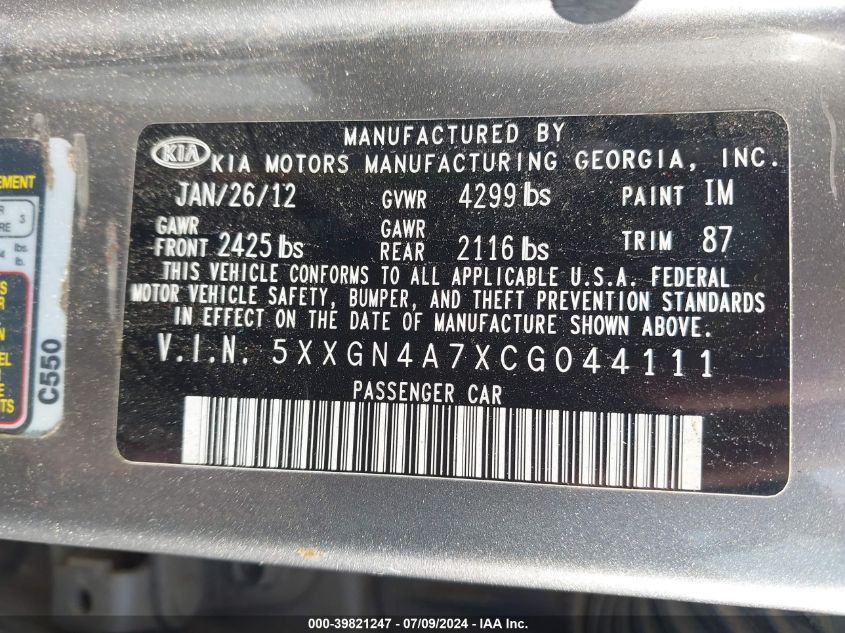 MANUFACTURED BY
KIA KIA MOTORS MANUFACTURING GEORGIA, INC.
JAN/26/12 GVWR 4299 lbs PAINT IM
GAWR FRONT 2425 lbs GAWR REAR 2116 lbs TRIM 87
THIS VEHICLE CONFORMS TO ALL APPLICABLE U.S.A. FEDERAL
MOTOR VEHICLE SAFETY, BUMPER, AND THEFT PREVENTION STANDARDS
IN EFFECT ON THE DATE OF MANUFACTURE SHOWN ABOVE.
V.I.N. 5XXGN4A7XCG044111
PASSENGER CAR
C550
000-39821247 - 07/09/2024 - IAA Inc.